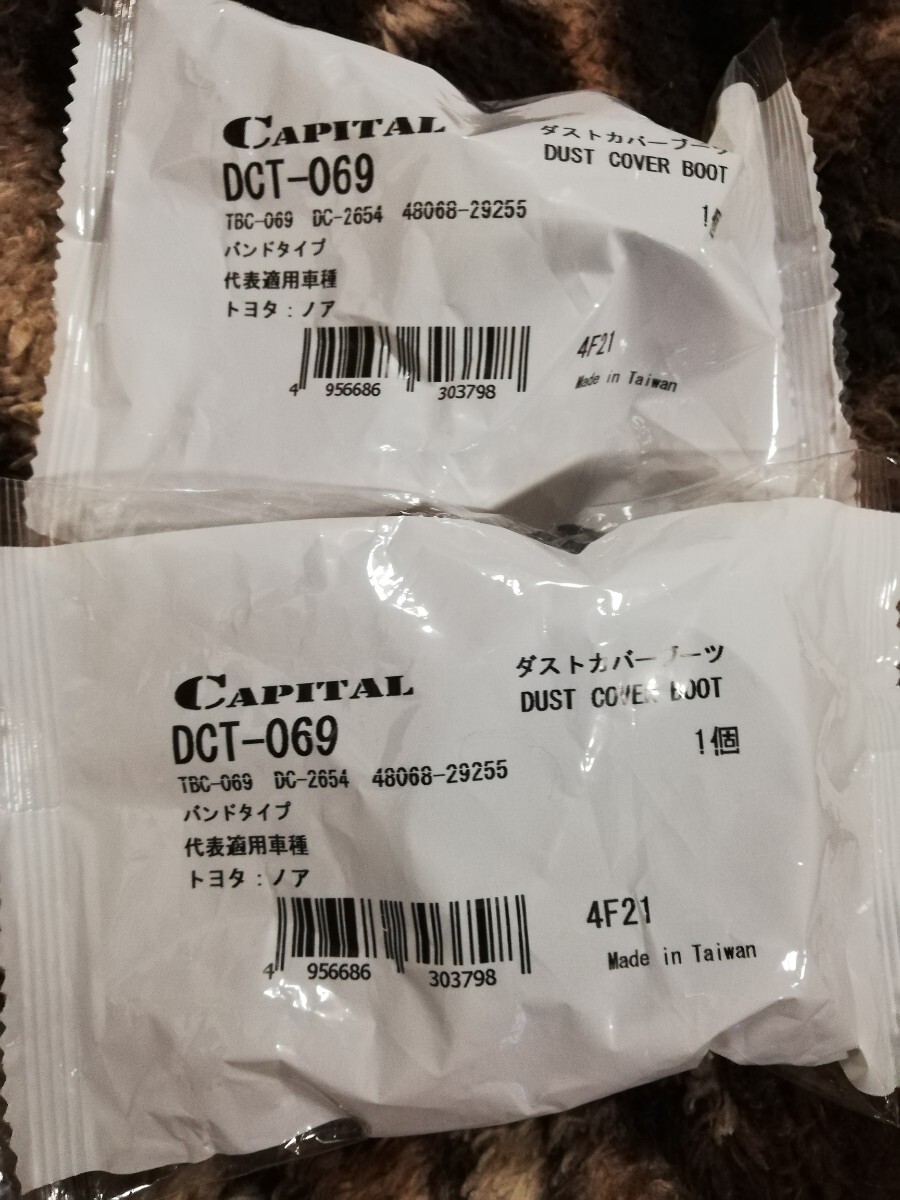 CAPITAL
DCT-069
TBC-069 DC-2654 48068-29255
バンドタイプ
代表適用車種
トヨタ:ノア
4 956686 303798
ダストカバーブーツ
DUST COVER BOOT
1個
4F21
Made in Taiwan
CAPITAL
DCT-069
TBC-069 DC-2654 48068-29255
バンドタイプ
代表適用車種
トヨタ:ノア
4 956686 303798
ダストカバーブーツ
DUST COVER BOOT
1個
4F21
Made in Taiwan